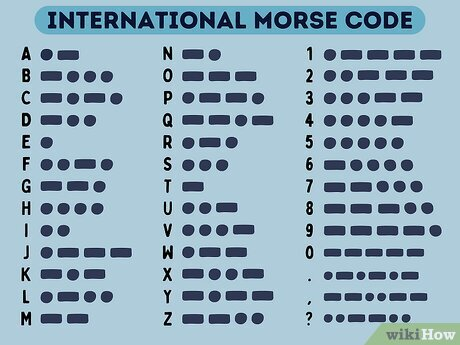 INTERNATIONAL MORSE CODE
A
B
C
D
E
F
G
H
I
J
K
L
M
N
O
P
Q
R
S
T
U
V
W
X
Y
Z
1
2
3
4
5
6
7
8
9
0
.
,
?
wikiHow